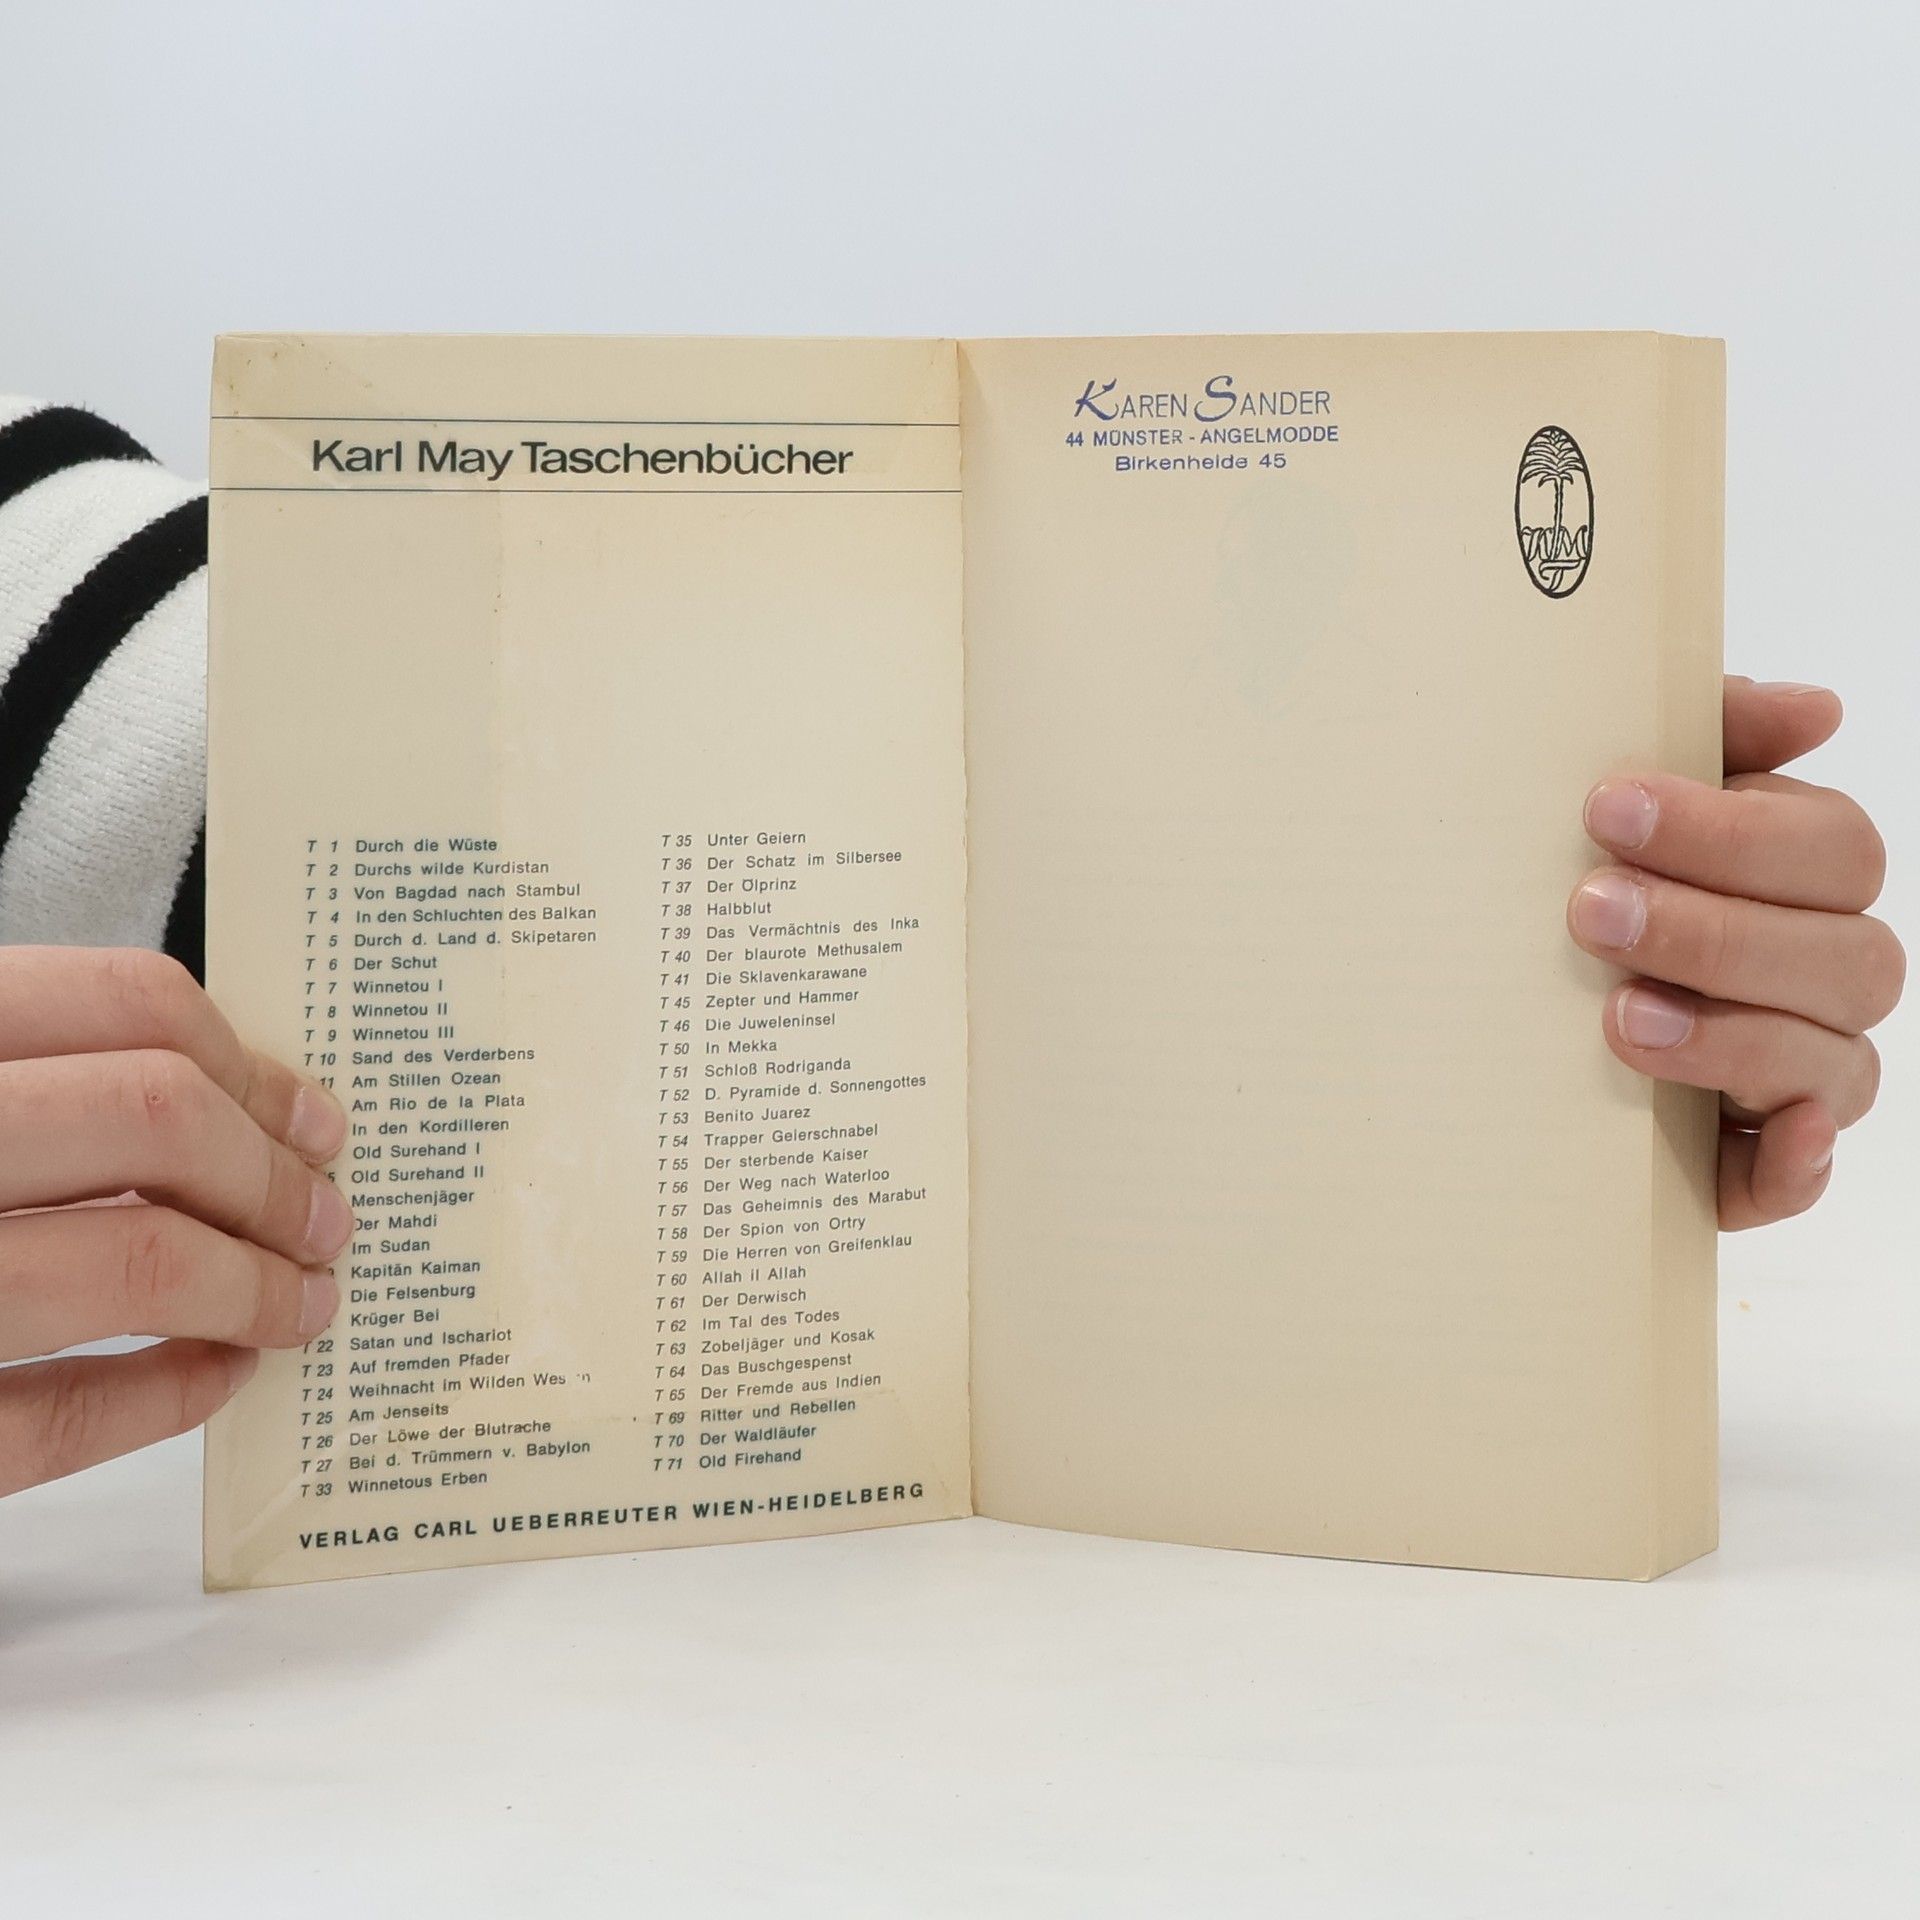 Karl May Taschenbücher
T 1 Durch die Wüste
T 2 Durchs wilde Kurdistan
T 3 Von Bagdad nach Stambul
T 4 In den Schluchten des Balkan
T 5 Durch d. Land d. Skipetaren
T 6 Der Schut
T 7 Winnetou I
T 8 Winnetou II
T 9 Winnetou III
T 10 Sand des Verderbens
11 Am Stillen Ozean
Am Rio de la Plata
In den Kordilleren
Old Surehand I
5 Old Surehand II
Menschenjäger
Der Mahdi
Im Sudan
Kapitän Kaiman
Die Felsenburg
Krüger Bei
T 22 Satan und Ischariot
T 23 Auf fremden Pfaden
T 24 Weihnacht im Wilden Wes n
T 25 Am Jenseits
T 26 Der Löwe der Blutrache
T 27 Bei d. Trümmern v. Babylon
T 33 Winnetous Erben
T 35 Unter Geiern
T 36 Der Schatz im Silbersee
T 37 Der Ölprinz
T 38 Halbblut
T 39 Das Vermächtnis des Inka
T 40 Der blaurote Methusalem
T 41 Die Sklavenkarawane
T 45 Zepter und Hammer
T 46 Die Juweleninsel
T 50 In Mekka
T 51 Schloß Rodriganda
T 52 D. Pyramide d. Sonnengottes
T 53 Benito Juarez
T 54 Trapper Geierschnabel
T 55 Der sterbende Kaiser
T 56 Der Weg nach Waterloo
T 57 Das Geheimnis des Marabut
T 58 Der Spion von Ortry
T 59 Die Herren von Greifenklau
T 60 Allah il Allah
T 61 Der Derwisch
T 62 Im Tal des Todes
T 63 Zobeljäger und Kosak
T 64 Das Buschgespenst
T 65 Der Fremde aus Indien
T 69 Ritter und Rebellen
T 70 Der Waldläufer
T 71 Old Firehand
VERLAG CARL UEBERREUTER WIEN-HEIDELBERG
KAREN SANDER
44 MÜNSTER - ANGELMODDE
Birkenheide 45
KMT